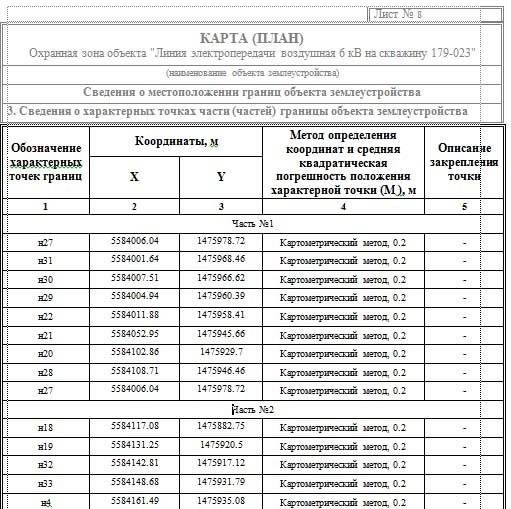 Лист № 8
КАРТА (ПЛАН)
Охранная зона объекта "Линия электропередачи воздушная 6 кВ на скважину 179-023"
(наименование объекта землеустройства)
Сведения о местоположении границ объекта землеустройства
3. Сведения о характерных точках части (частей) границы объекта землеустройства
Обозначение характерных точек границ
Координаты, м
X
Y
Метод определения координат и средняя квадратическая погрешность положения характерной точки (М ), м
Описание закрепления точки
1 2 3 4 5
Часть №1
н27 5584006.04 1475978.72 Картометрический метод, 0.2 -
н31 5584001.64 1475968.46 Картометрический метод, 0.2 -
н30 5584007.51 1475966.62 Картометрический метод, 0.2 -
н29 5584004.94 1475960.39 Картометрический метод, 0.2 -
н22 5584011.88 1475958.41 Картометрический метод, 0.2 -
н21 5584052.95 1475945.66 Картометрический метод, 0.2 -
н20 5584102.86 1475929.7 Картометрический метод, 0.2 -
н28 5584108.71 1475946.46 Картометрический метод, 0.2 -
н27 5584006.04 1475978.72 Картометрический метод, 0.2 -
Часть №2
н18 5584117.08 1475882.75 Картометрический метод, 0.2 -
н19 5584131.25 1475920.5 Картометрический метод, 0.2 -
н32 5584142.81 1475917.12 Картометрический метод, 0.2 -
н33 5584148.68 1475931.79 Картометрический метод, 0.2 -
н4 5584161.49 1475935.08 Картометрический метод, 0.2 -